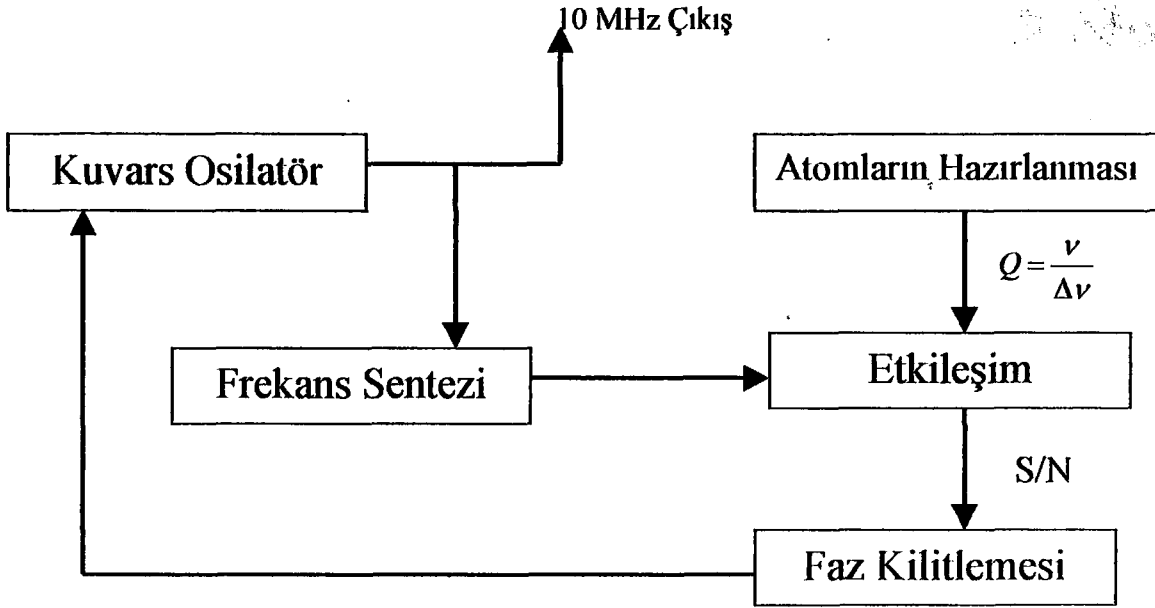 10 MHz Çıkış
Kuvars Osilatör
Atomların Hazırlanması
Q = ν / Δν
Frekans Sentezi
Etkileşim
S/N
Faz Kilitlemesi